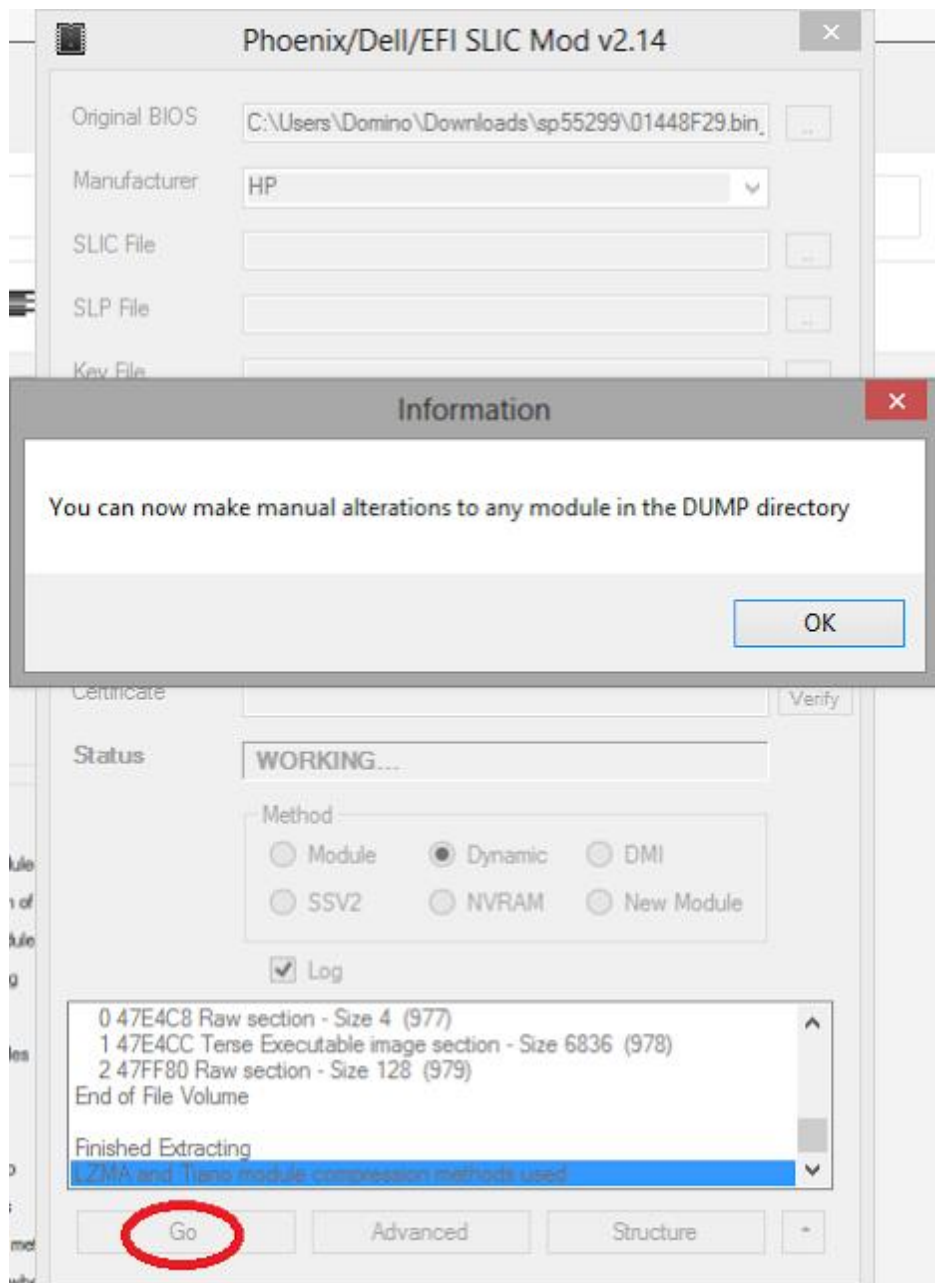 Phoenix/Dell/EFI SLIC Mod v2.14
Original BIOS
C:\Users\Domino\Downloads\sp55299\01448F29.bin_
..
Manufacturer
HP
SLIC File
..
SLP File
..
Key File
Information
You can now make manual alterations to any module in the DUMP directory
OK
Certificate
Verify
Status
WORKING...
Method
Module Dynamic DMI
SSV2 NVRAM New Module
Log
0 47E4C8 Raw section - Size 4 (977)
1 47E4CC Terse Executable image section - Size 6836 (978)
2 47FF80 Raw section - Size 128 (979)
End of File Volume
Finished Extracting
LZMA and Tiano module compression methods used
Go Advanced Structure